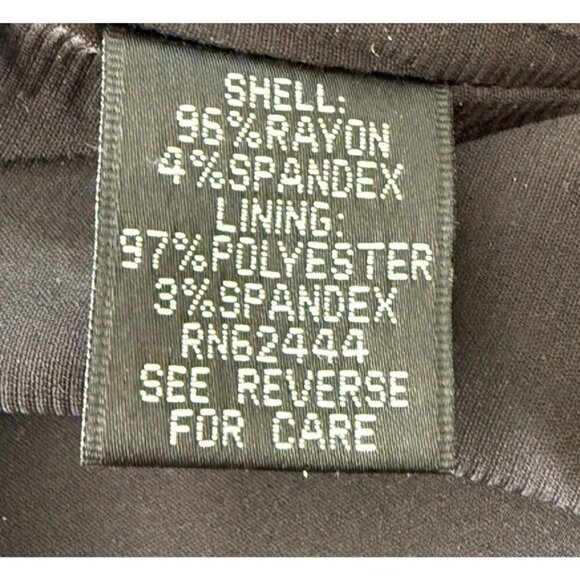 SHELL:
96%RAYON
4%SPANDEX
LINING:
97%POLYESTER
3%SPANDEX
RN62444
SEE REVERSE
FOR CARE